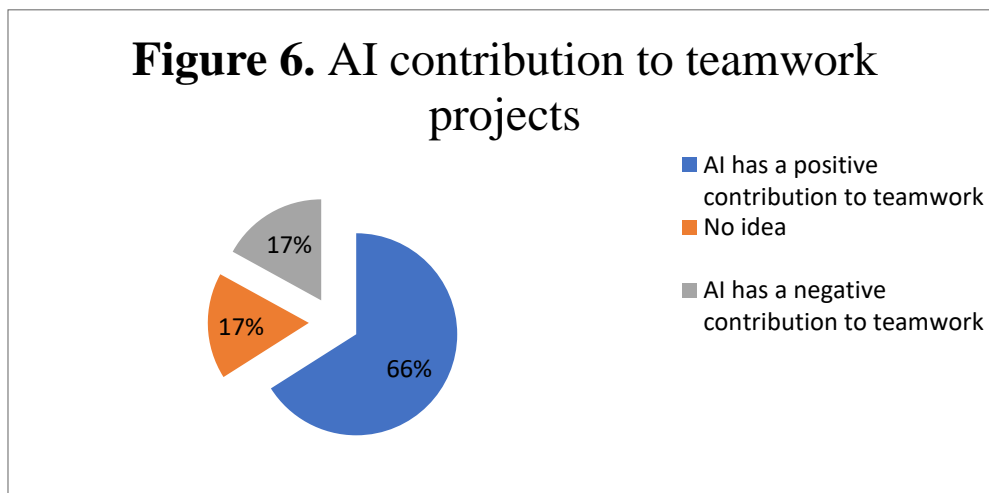 Figure 6. AI contribution to teamwork
projects
AI has a positive
contribution to teamwork
No idea
AI has a negative
contribution to teamwork
17%
17%
66%